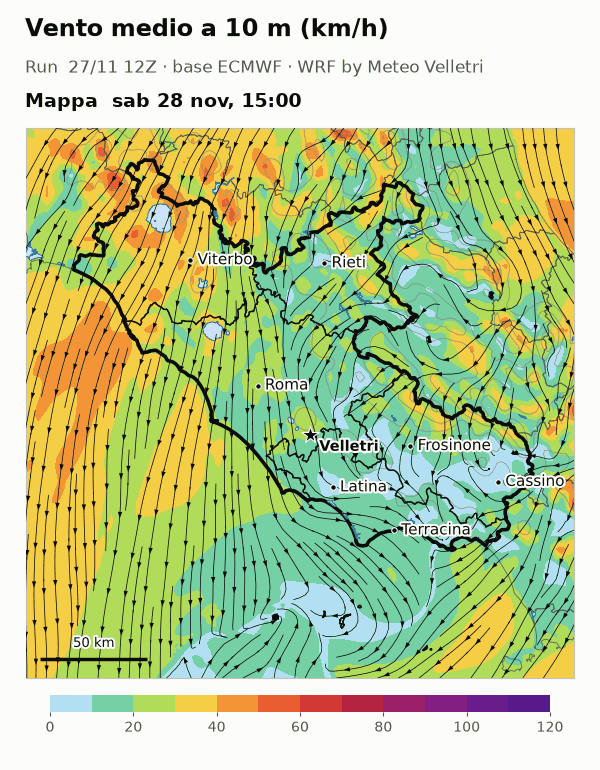 Vento medio a 10 m (km/h)
Run  27/11 12Z · base ECMWF · WRF by Meteo Velletri
Mappa  sab 28 nov, 15:00
Viterbo
Rieti
Roma
Velletri
Frosinone
Latina
Cassino
Terracina
50 km
0 20 40 60 80 100 120